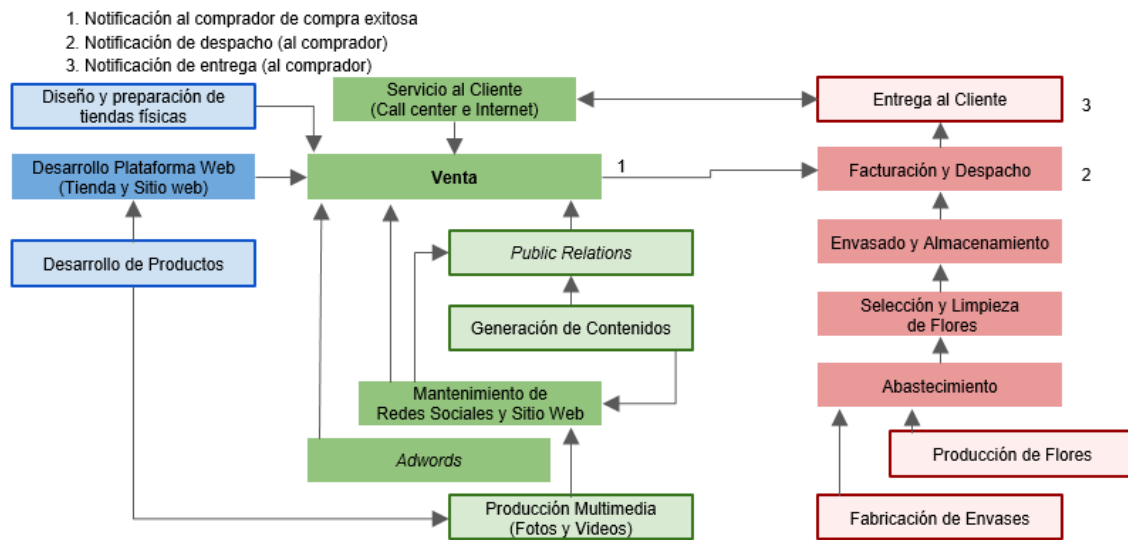 1. Notificación al comprador de compra exitosa
2. Notificación de despacho (al comprador)
3. Notificación de entrega (al comprador)
Diseño y preparación de
tiendas físicas
Servicio al Cliente
(Call center e Internet)
Entrega al Cliente
3
Desarrollo Plataforma Web
(Tienda y Sitio web)
Venta
1
Facturación y Despacho
2
Desarrollo de Productos
Public Relations
Envasado y Almacenamiento
Generación de Contenidos
Selección y Limpieza
de Flores
Mantenimiento de
Redes Sociales y Sitio Web
Abastecimiento
Adwords
Producción de Flores
Producción Multimedia
(Fotos y Videos)
Fabricación de Envases